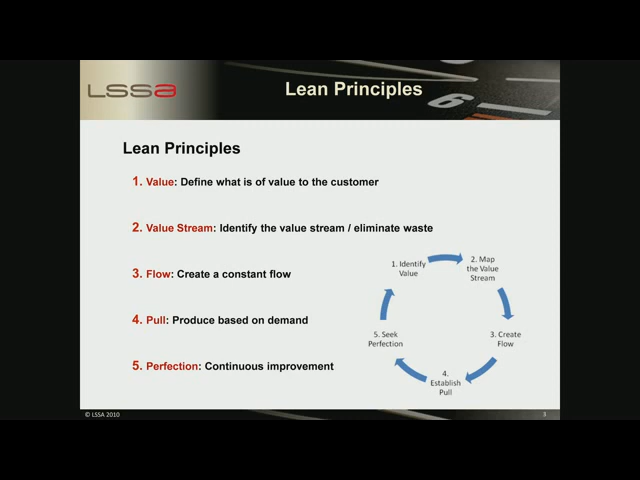 LSSA
Lean Principles
6
Lean Principles
1. Value: Define what is of value to the customer
2. Value Stream: Identify the value stream / eliminate waste
3. Flow: Create a constant flow
4. Pull: Produce based on demand
5. Perfection: Continuous improvement
1. Identify
Value
2. Map
the Value
Stream
3. Create
Flow
4.
Establish
Pull
5. Seek
Perfection
© LSSA 2010
3